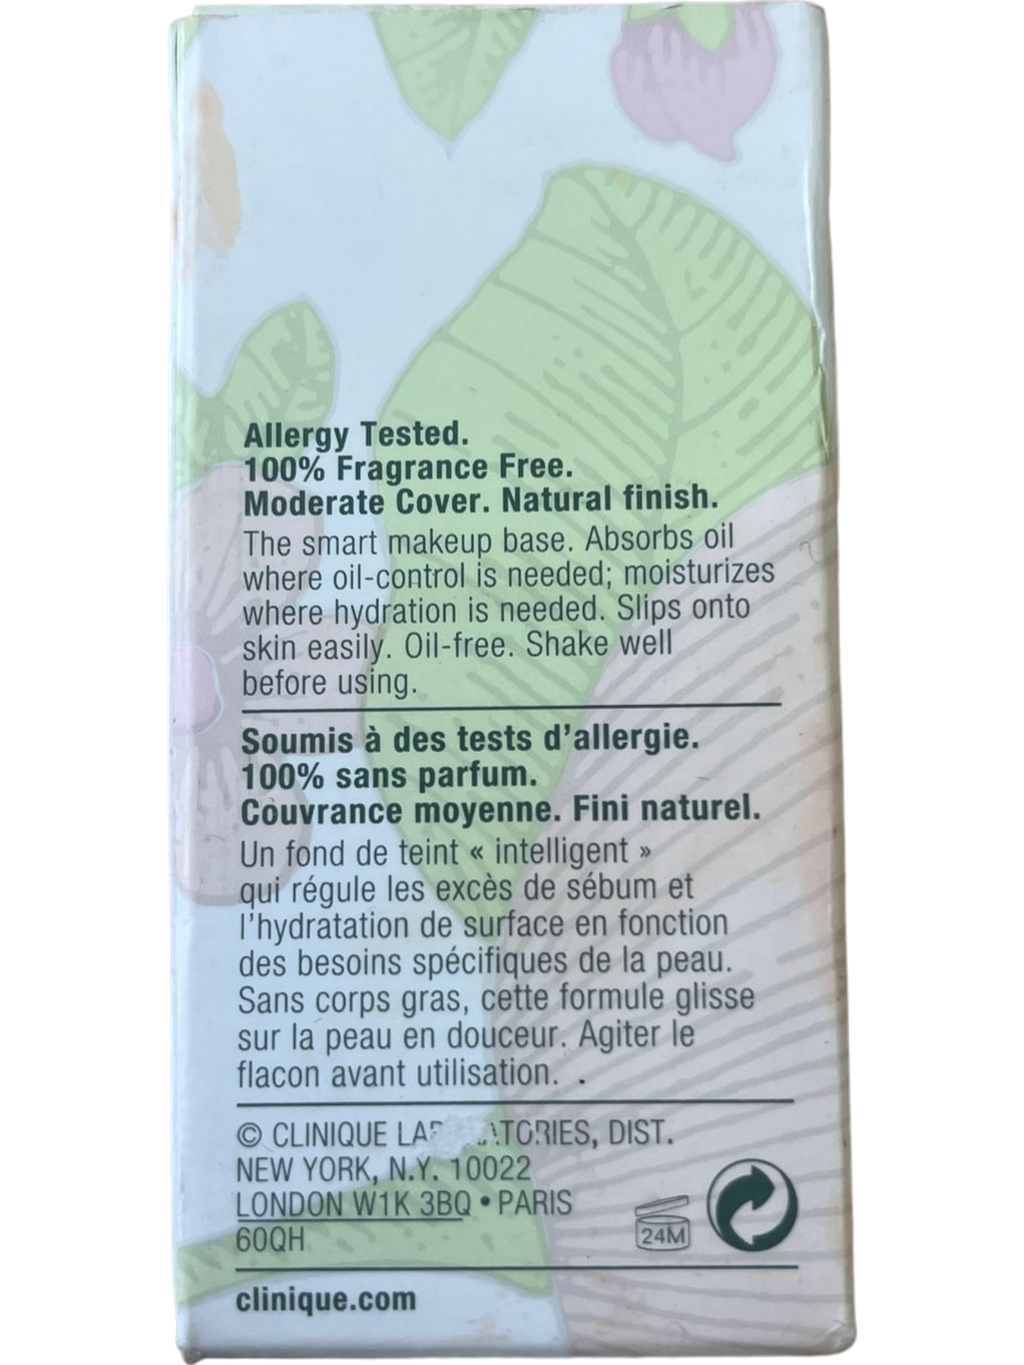 Allergy Tested.
100% Fragrance Free.
Moderate Cover. Natural finish.
The smart makeup base. Absorbs oil
where oil-control is needed; moisturizes
where hydration is needed. Slips onto
skin easily. Oil-free. Shake well
before using.
Soumis à des tests d'allergie.
100% sans parfum.
Couvrance moyenne. Fini naturel.
Un fond de teint « intelligent »
qui régule les excès de sébum et
l'hydratation de surface en fonction
des besoins spécifiques de la peau.
Sans corps gras, cette formule glisse
sur la peau en douceur. Agiter le
flacon avant utilisation.
© CLINIQUE DIST.
NEW YORK, N.Y. 10022
LONDON W1K 3BQ • PARIS
60QH
24M
clinique.com